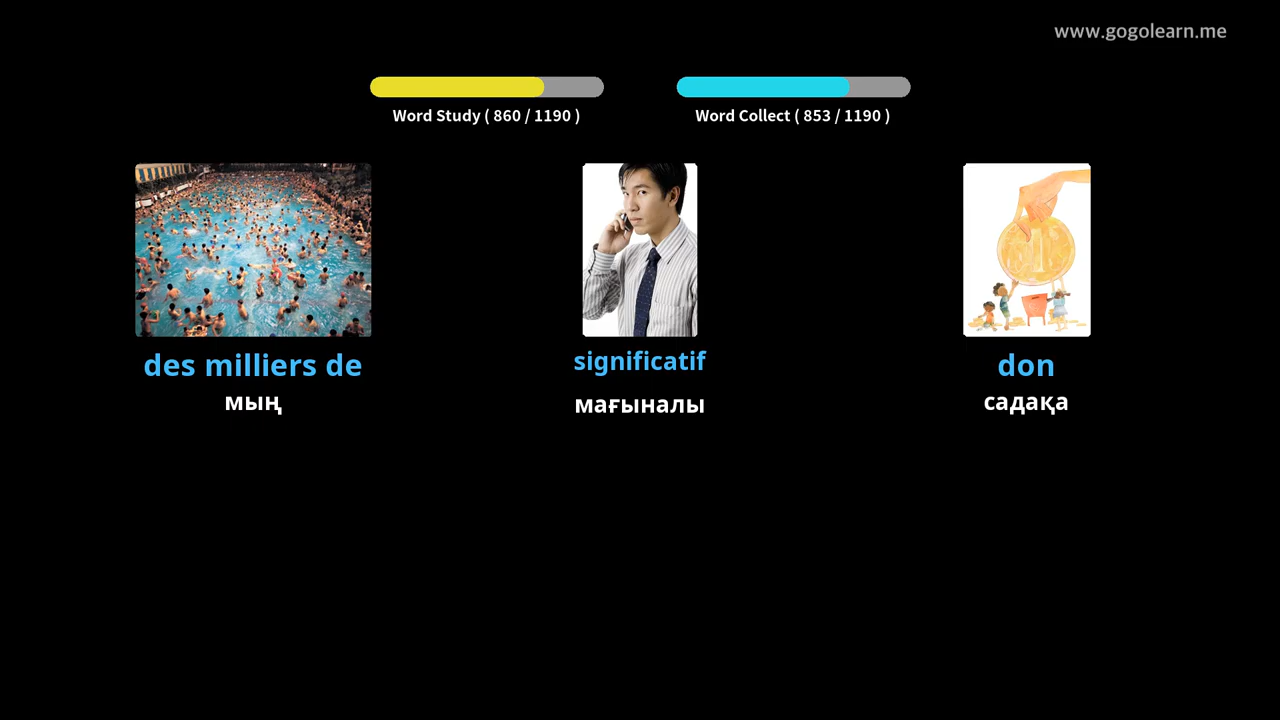 www.gogolearn.me
Word Study ( 860 / 1190 )
Word Collect ( 853 / 1190 )
des milliers de
мың
significatif
мағыналы
don
садақа